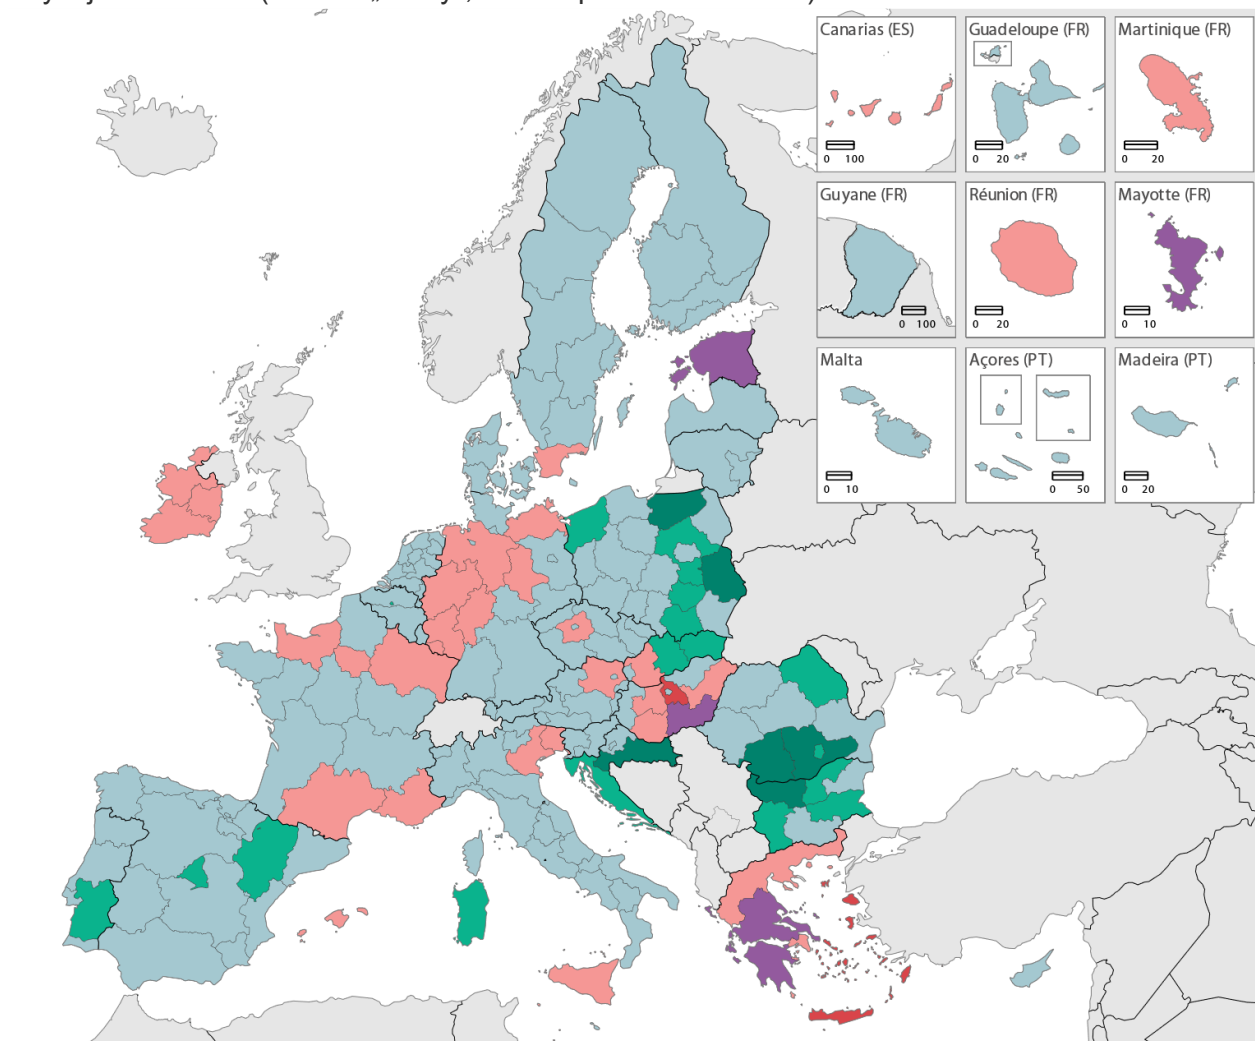 Canarias (ES)
0 100
Guadeloupe (FR)
0 20
Martinique (FR)
0 20
Guyane (FR)
0 100
Réunion (FR)
0 20
Mayotte (FR)
0 10
Malta
0 10
Açores (PT)
0 50
Madeira (PT)
0 20